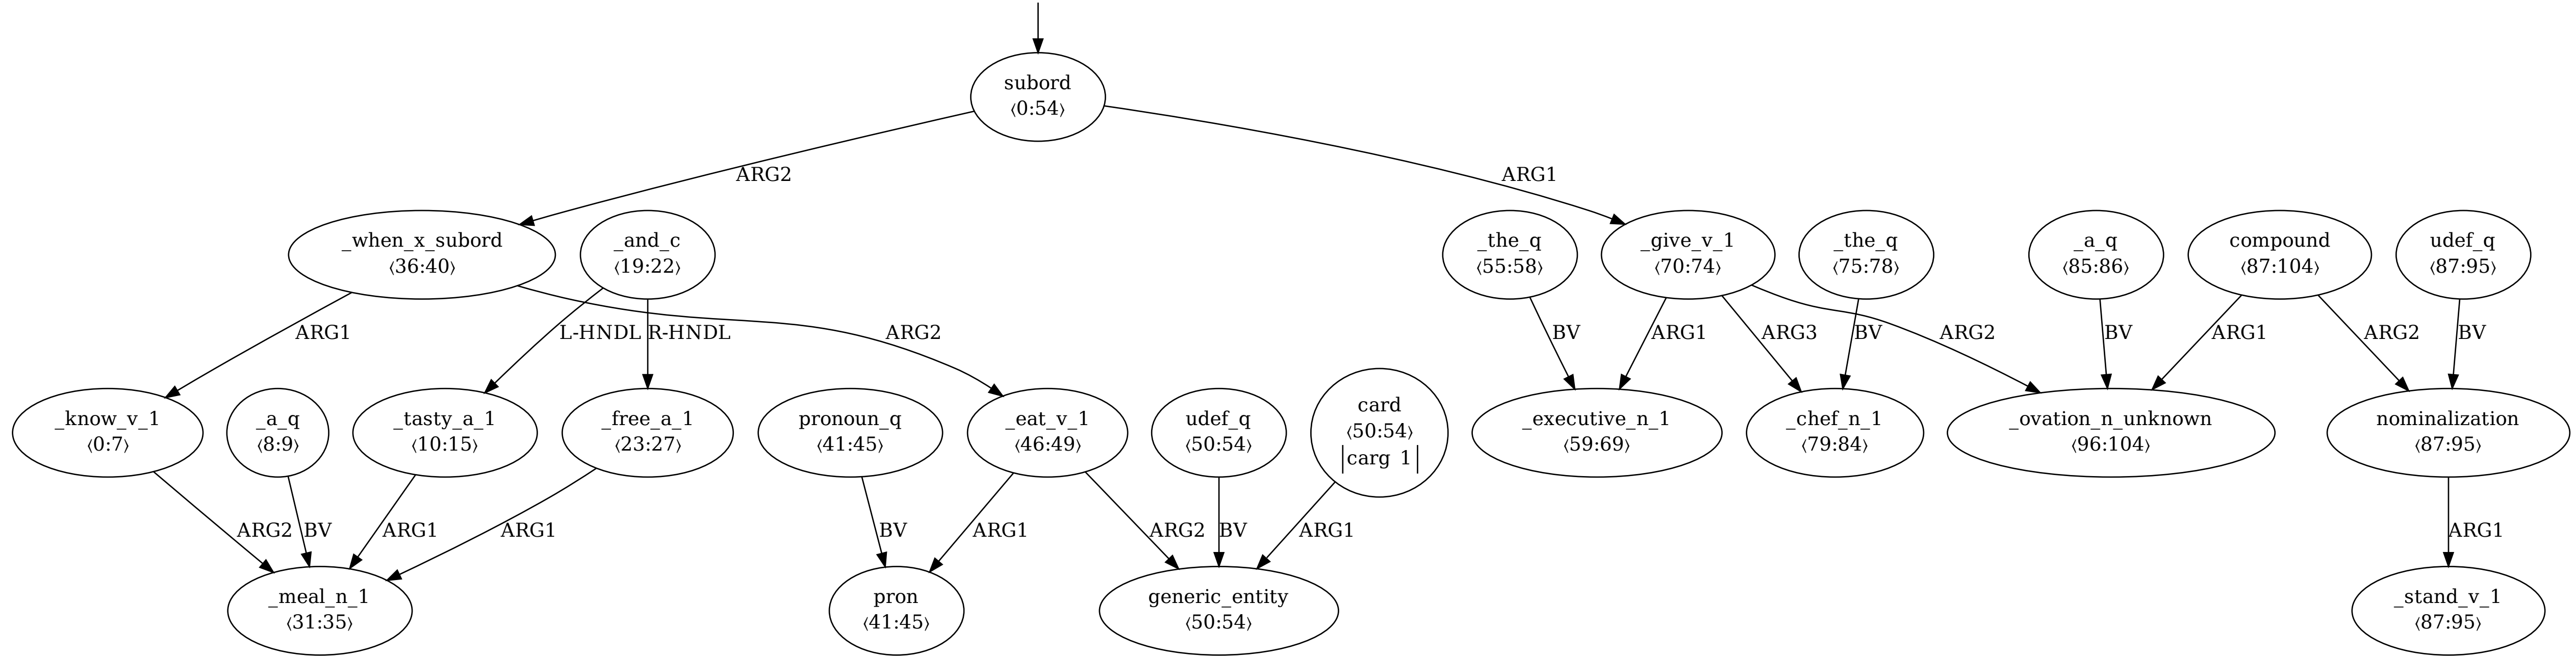 subord
⟨0:54⟩
ARG2
ARG1
_when_x_subord
⟨36:40⟩
_and_c
⟨19:22⟩
_the_q
⟨55:58⟩
_give_v_1
⟨70:74⟩
_the_q
⟨75:78⟩
_a_q
⟨85:86⟩
compound
⟨87:104⟩
udef_q
⟨87:95⟩
ARG1
L-HNDL
R-HNDL
ARG2
BV
ARG1
ARG3
BV
ARG2
BV
ARG1
ARG2
BV
_know_v_1
⟨0:7⟩
_a_q
⟨8:9⟩
_tasty_a_1
⟨10:15⟩
_free_a_1
⟨23:27⟩
pronoun_q
⟨41:45⟩
_eat_v_1
⟨46:49⟩
udef_q
⟨50:54⟩
card
⟨50:54⟩
|carg 1|
_executive_n_1
⟨59:69⟩
_chef_n_1
⟨79:84⟩
_ovation_n_unknown
⟨96:104⟩
nominalization
⟨87:95⟩
ARG2
BV
ARG1
ARG1
BV
ARG1
ARG2
BV
ARG1
ARG1
_meal_n_1
⟨31:35⟩
pron
⟨41:45⟩
generic_entity
⟨50:54⟩
_stand_v_1
⟨87:95⟩